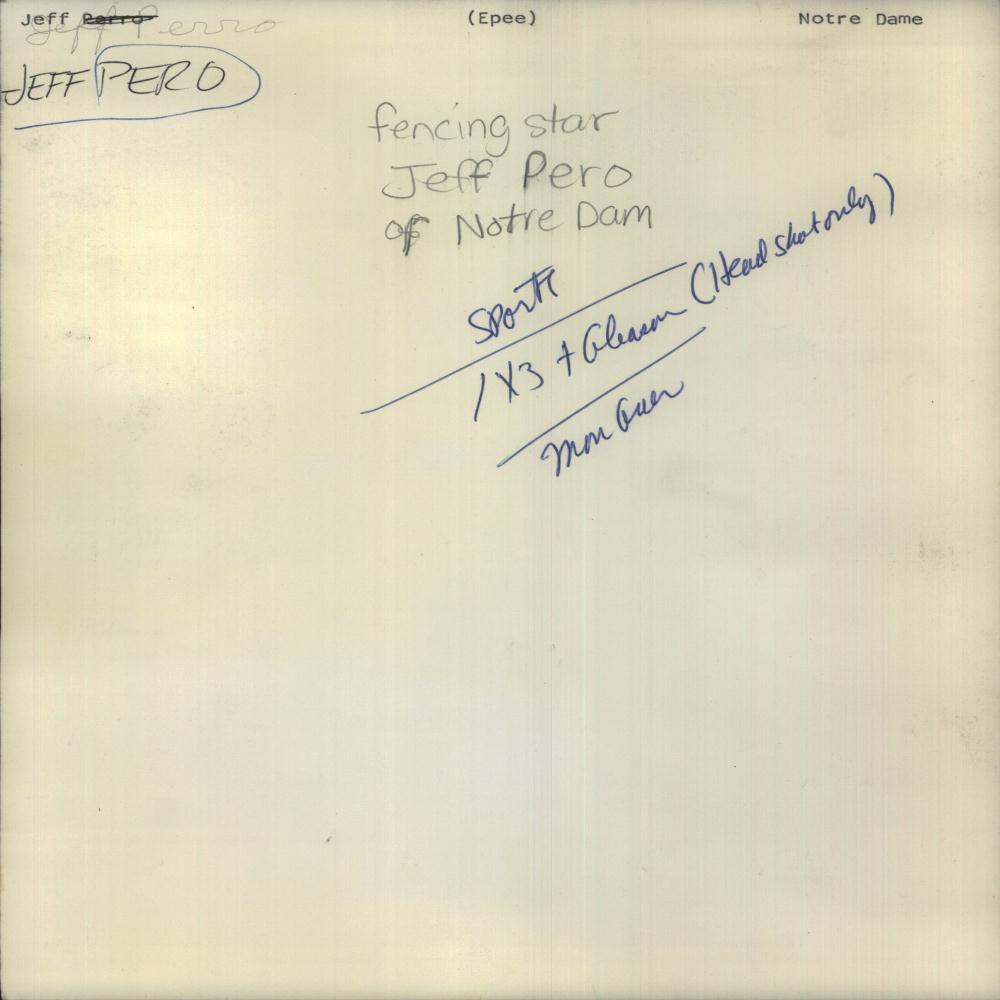 Jeff Perro (Epee) Notre Dame
Jeff Perro
JEFF PERO
fencing star
Jeff Pero
of Notre Dam
Sports
1X3 + Gleason (Head shot only)
Mon